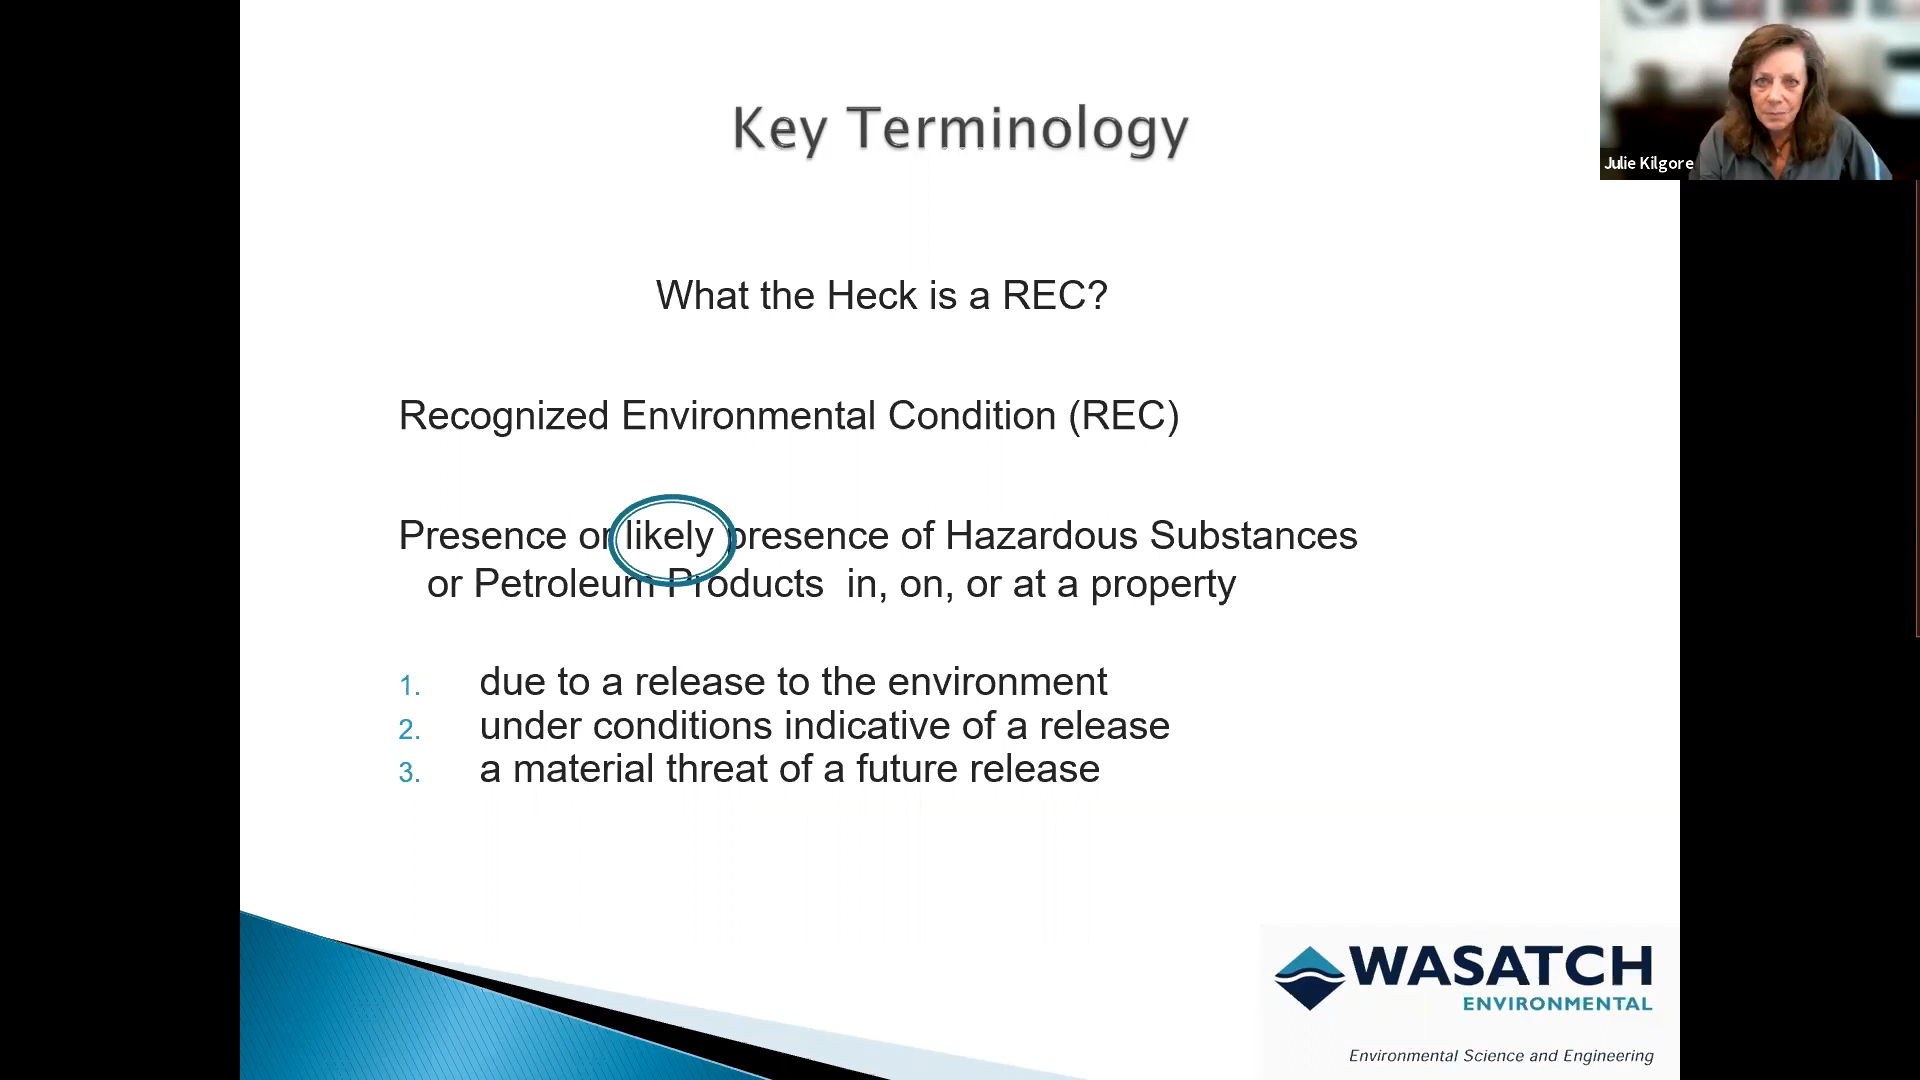 Key Terminology
Julie Kilgore
What the Heck is a REC?
Recognized Environmental Condition (REC)
Presence or likely presence of Hazardous Substances
or Petroleum Products in, on, or at a property
1. due to a release to the environment
2. under conditions indicative of a release
3. a material threat of a future release
WASATCH
ENVIRONMENTAL
Environmental Science and Engineering